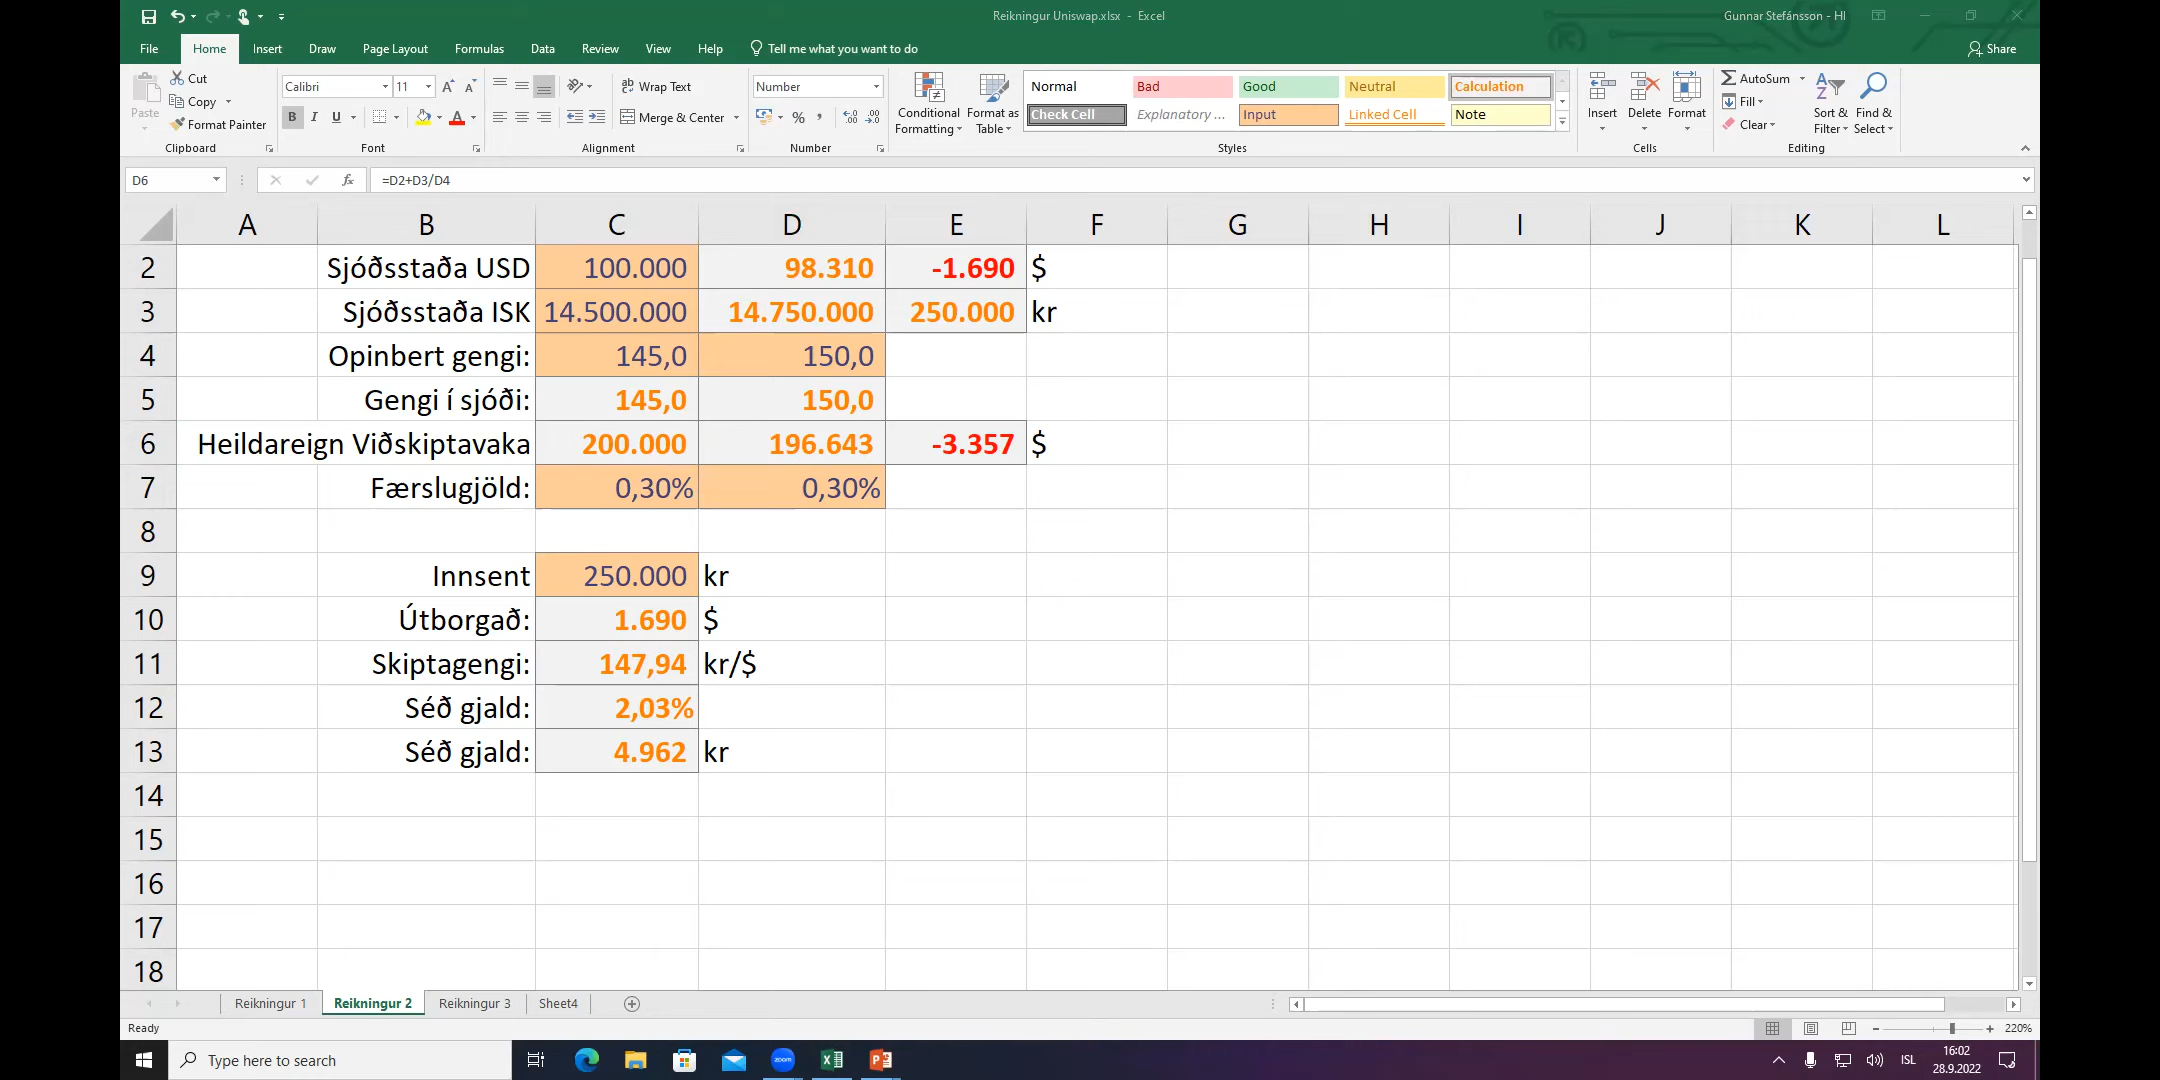 Reikningur Uniswap.xlsx - Excel
Gunnar Stefánsson - HI
File Home Insert Draw Page Layout Formulas Data Review View Help Tell me what you want to do Share
Paste
Cut
Copy
Format Painter
Clipboard
Calibri 11
B I U
Font
Wrap Text
Merge & Center
Alignment
Number
Number
Conditional Formatting
Format as Table
Normal Bad Good Neutral Calculation
Check Cell Explanatory ... Input Linked Cell Note
Styles
Insert Delete Format
Cells
AutoSum
Fill
Clear
Sort & Filter
Find & Select
Editing
D6 fx =D2+D3/D4
A B C D E F G H I J K L
2 Sjóðsstaða USD 100.000 98.310 -1.690 $
3 Sjóðsstaða ISK 14.500.000 14.750.000 250.000 kr
4 Opinbert gengi: 145,0 150,0
5 Gengi í sjóði: 145,0 150,0
6 Heildareign Viðskiptavaka 200.000 196.643 -3.357 $
7 Færslugjöld: 0,30% 0,30%
8
9 Innsent 250.000 kr
10 Útborgað: 1.690 $
11 Skiptagengi: 147,94 kr/$
12 Séð gjald: 2,03%
13 Séð gjald: 4.962 kr
14
15
16
17
18
Reikningur 1 Reikningur 2 Reikningur 3 Sheet4
Ready 220%
Type here to search
zoom
ISL
16:02
28.9.2022